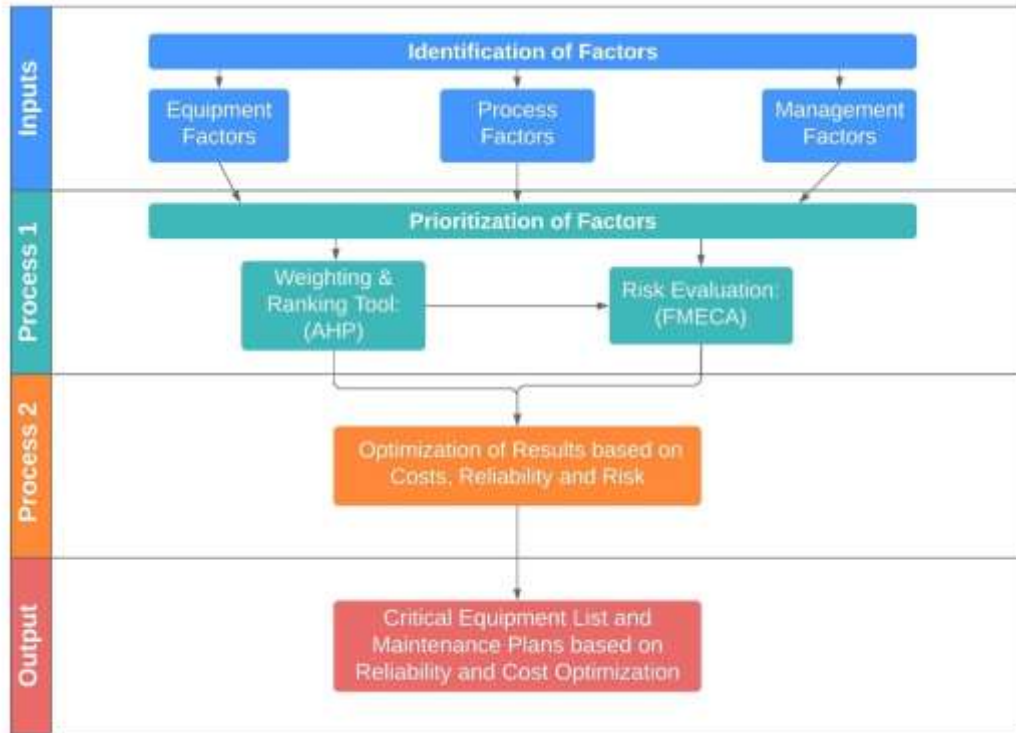 Inputs
Identification of Factors
Equipment
Factors
Process
Factors
Management
Factors
Process 1
Prioritization of Factors
Weighting &
Ranking Tool:
(AHP)
Risk Evaluation:
(FMECA)
Process 2
Optimization of Results based on
Costs, Reliability and Risk
Output
Critical Equipment List and
Maintenance Plans based on
Reliability and Cost Optimization